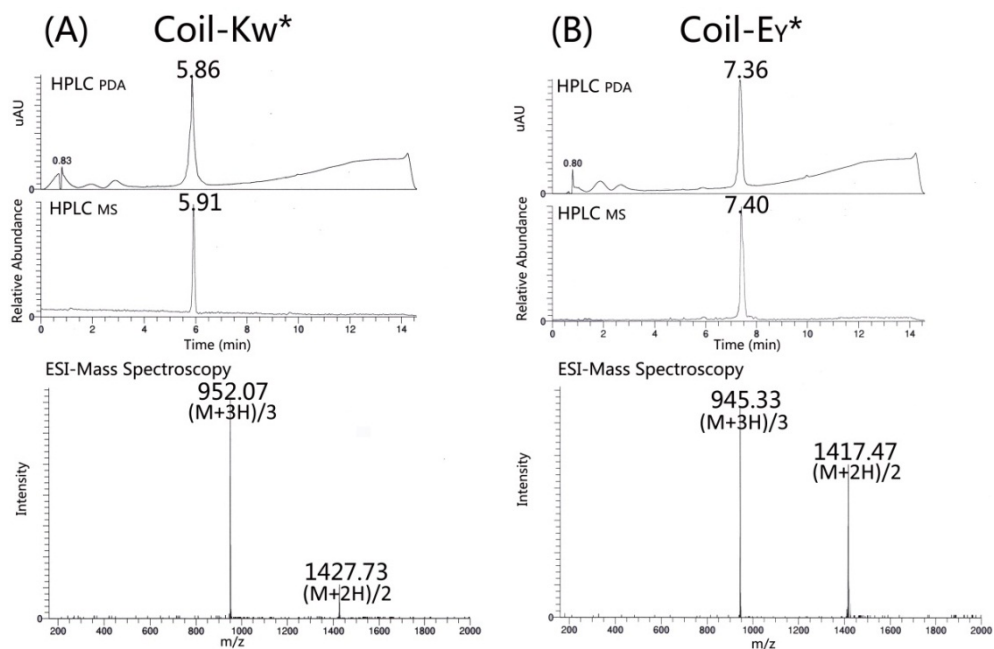 (A) Coil-Kw*
HPLC PDA
5.86
uAU
0.83
0
HPLC MS
5.91
Relative Abundance
0
0 2 4 6 8 10 12 14
Time (min)
ESI-Mass Spectroscopy
952.07
(M+3H)/3
Intensity
1427.73
(M+2H)/2
0
200 400 600 800 1000 1200 1400 1600 1800 2000
m/z
(B) Coil-EY*
HPLC PDA
7.36
uAU
0.80
0
HPLC MS
7.40
Relative Abundance
0
0 2 4 6 8 10 12 14
Time (min)
ESI-Mass Spectroscopy
945.33
(M+3H)/3
1417.47
(M+2H)/2
Intensity
0
200 400 600 800 1000 1200 1400 1600 1800 2000
m/z